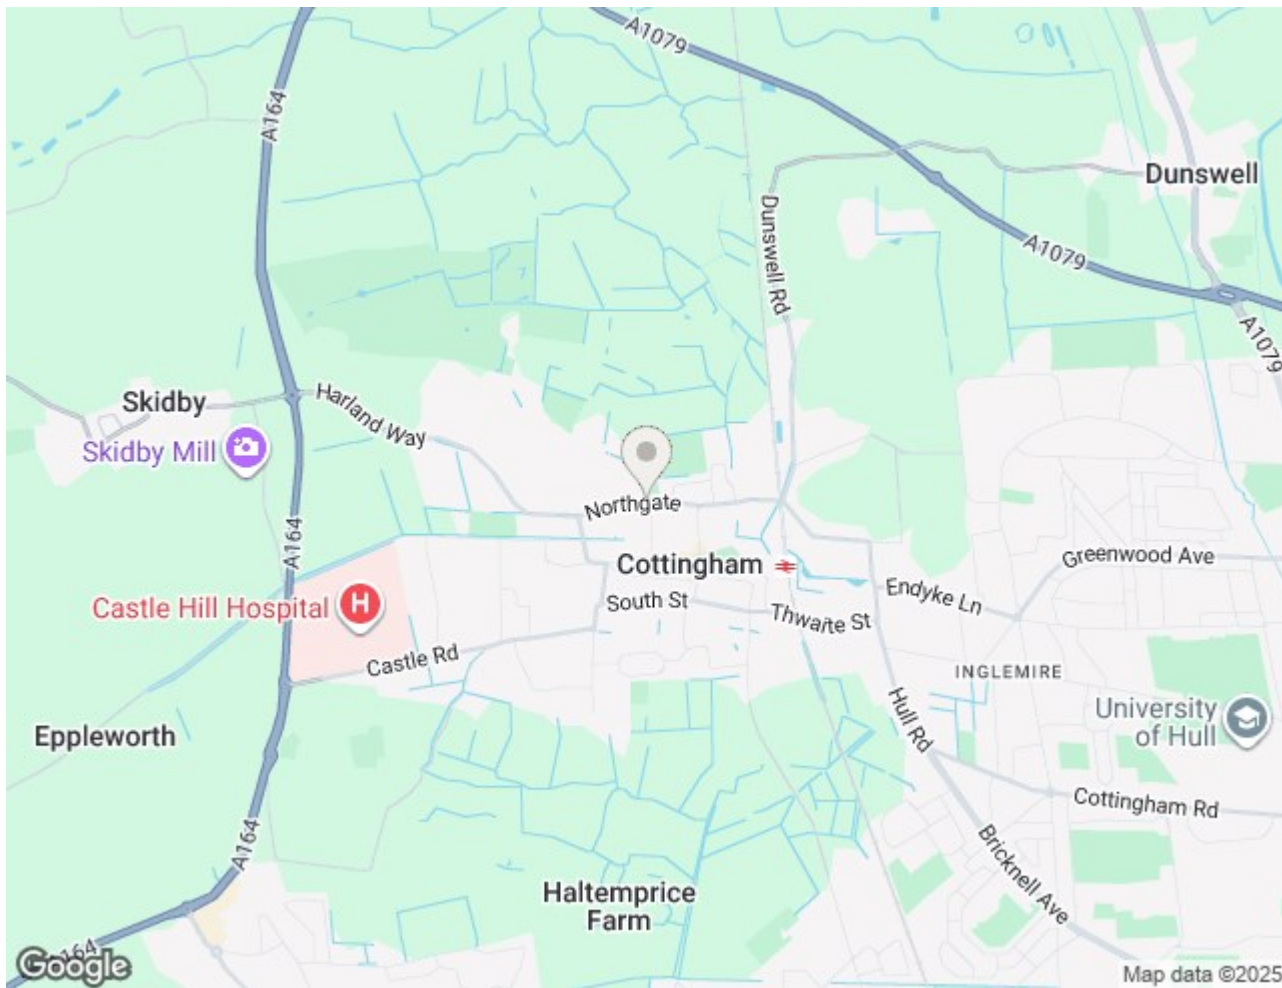 A1079
A164
Dunswell
Dunswell Rd
A1079
A1079
Skidby
Harland Way
Skidby Mill
Northgate
A164
Cottingham
Greenwood Ave
Castle Hill Hospital
H
South St
Endyke Ln
Thwaite St
Castle Rd
INGLEMIRE
Hull Rd
University
of Hull
Eppleworth
Cottingham Rd
A164
Bricknell Ave
Haltemprice
Farm
A164
Google
Map data ©2025